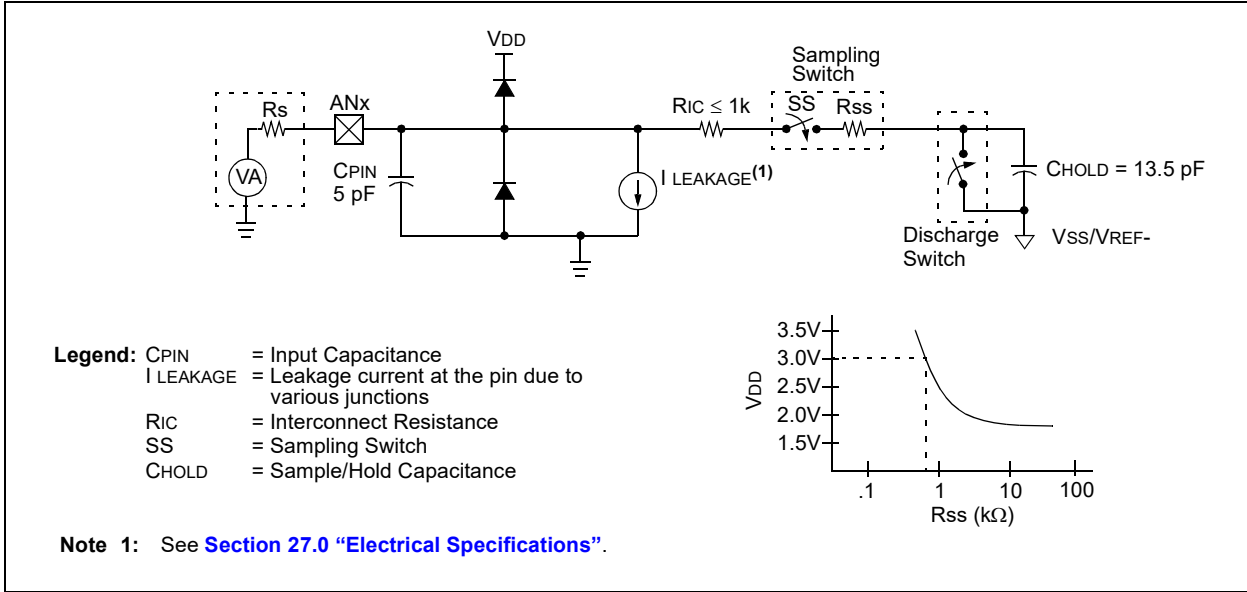 VDD
Sampling
Switch
Rs
ANx
RIC ≤ 1k
SS
Rss
VA
CPIN
5 pF
I LEAKAGE(1)
CHOLD = 13.5 pF
Discharge
Switch
VSS/VREF-
Legend: CPIN = Input Capacitance
I LEAKAGE = Leakage current at the pin due to
various junctions
RIC = Interconnect Resistance
SS = Sampling Switch
CHOLD = Sample/Hold Capacitance
VDD
3.5V
3.0V
2.5V
2.0V
1.5V
.1 1 10 100
Rss (kΩ)
Note 1: See Section 27.0 “Electrical Specifications”.